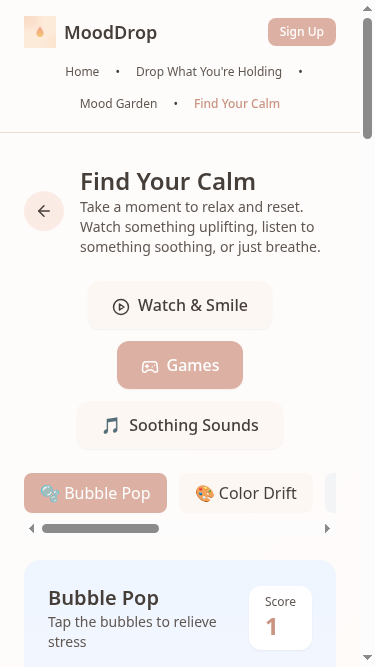 MoodDrop
Sign Up
Home • Drop What You're Holding •
Mood Garden • Find Your Calm
Find Your Calm
Take a moment to relax and reset.
Watch something uplifting, listen to
something soothing, or just breathe.
Watch & Smile
Games
Soothing Sounds
Bubble Pop
Color Drift
Bubble Pop
Tap the bubbles to relieve
stress
Score
1